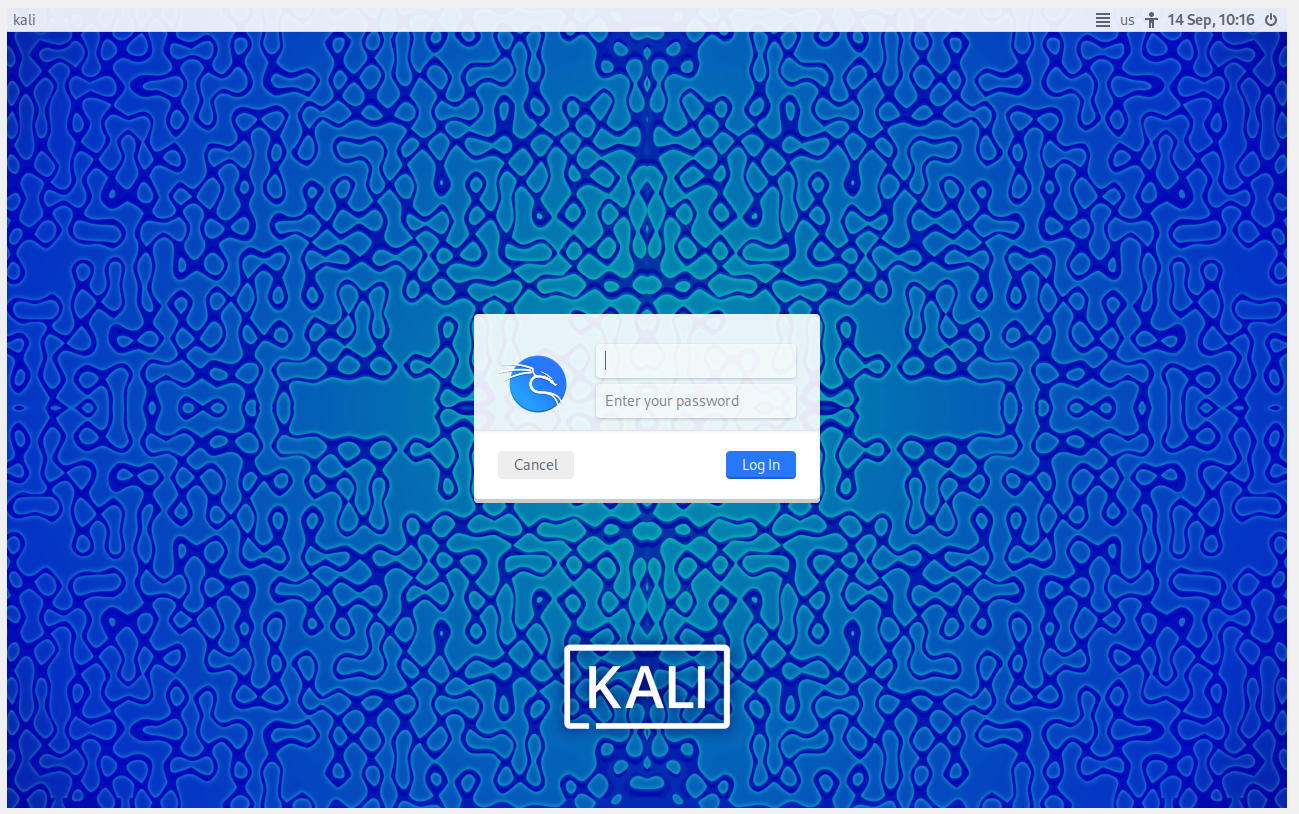 kali
us
14 Sep, 10:16
Enter your password
Cancel
Log In
KALI